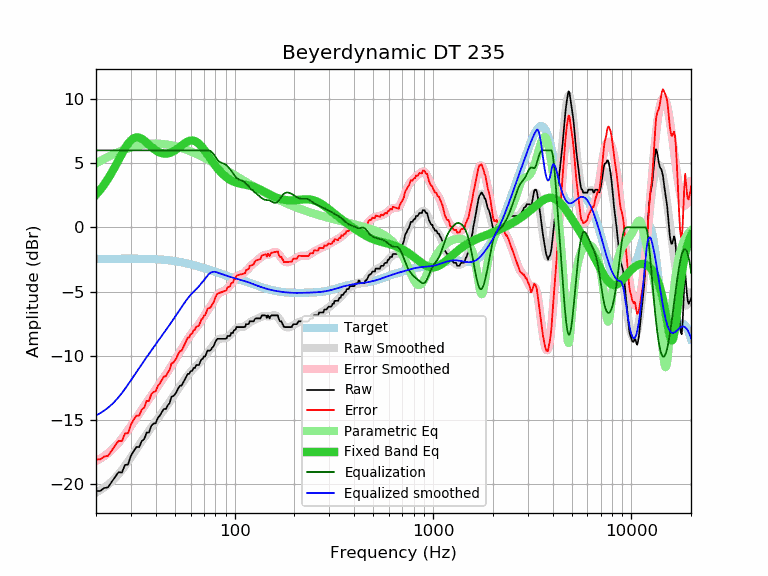 Beyerdynamic DT 235
10
5
0
−5
−10
−15
−20
Amplitude (dBr)
Target
Raw Smoothed
Error Smoothed
Raw
Error
Parametric Eq
Fixed Band Eq
Equalization
Equalized smoothed
100 1000 10000
Frequency (Hz)